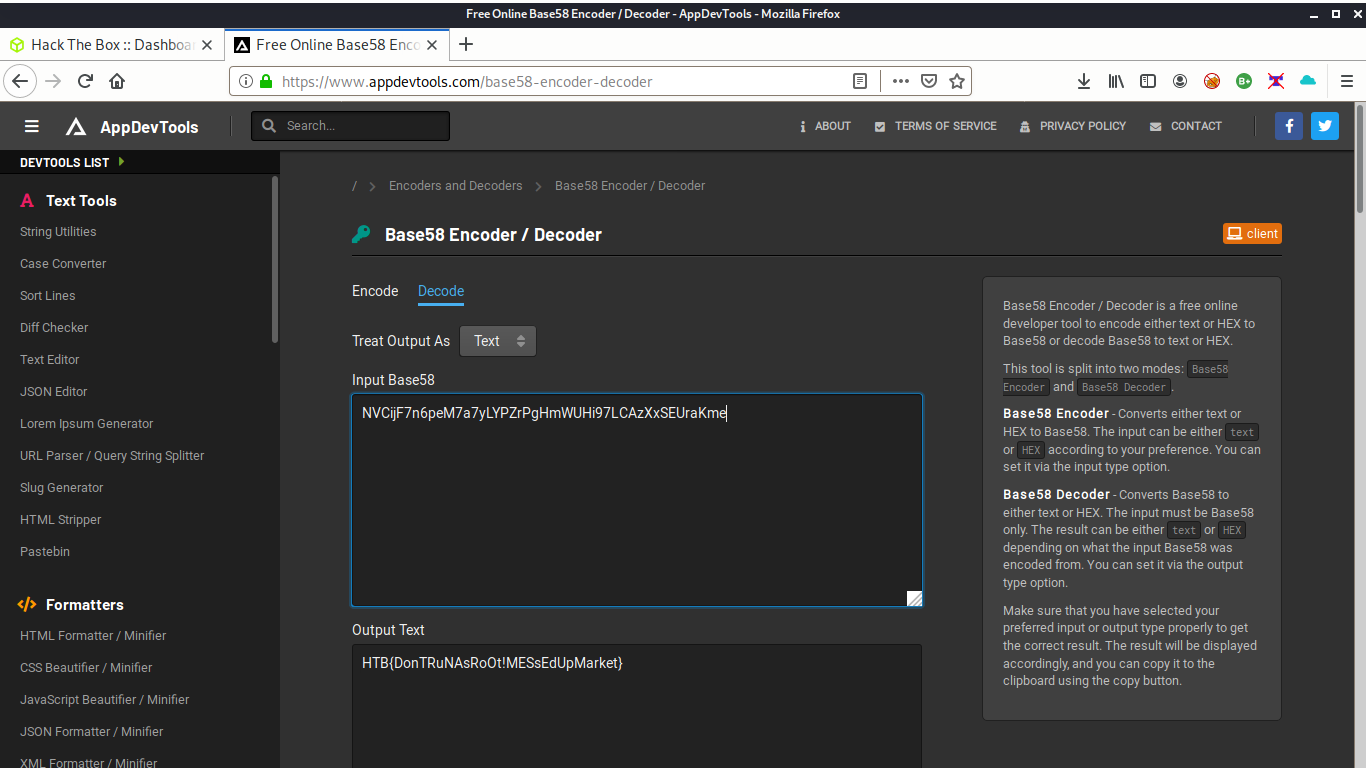 Free Online Base58 Encoder / Decoder - AppDevTools - Mozilla Firefox
Hack The Box :: Dashboa
Free Online Base58 Enco
https://www.appdevtools.com/base58-encoder-decoder
AppDevTools
Search...
ABOUT
TERMS OF SERVICE
PRIVACY POLICY
CONTACT
DEVTOOLS LIST
Text Tools
String Utilities
Case Converter
Sort Lines
Diff Checker
Text Editor
JSON Editor
Lorem Ipsum Generator
URL Parser / Query String Splitter
Slug Generator
HTML Stripper
Pastebin
Formatters
HTML Formatter / Minifier
CSS Beautifier / Minifier
JavaScript Beautifier / Minifier
JSON Formatter / Minifier
XML Formatter / Minifier
/ > Encoders and Decoders > Base58 Encoder / Decoder
Base58 Encoder / Decoder
client
Encode Decode
Treat Output As Text
Input Base58
NVCijF7n6peM7a7yLYPZrPgHmWUHi97LCAzXxSEUraKme
Output Text
HTB{DonTRuNAsRoOt!MESsEdUpMarket}
Base58 Encoder / Decoder is a free online
developer tool to encode either text or HEX to
Base58 or decode Base58 to text or HEX.
This tool is split into two modes: Base58
Encoder and Base58 Decoder.
Base58 Encoder - Converts either text or
HEX to Base58. The input can be either text
or HEX according to your preference. You can
set it via the input type option.
Base58 Decoder - Converts Base58 to
either text or HEX. The input must be Base58
only. The result can be either text or HEX
depending on what the input Base58 was
encoded from. You can set it via the output
type option.
Make sure that you have selected your
preferred input or output type properly to get
the correct result. The result will be displayed
accordingly, and you can copy it to the
clipboard using the copy button.